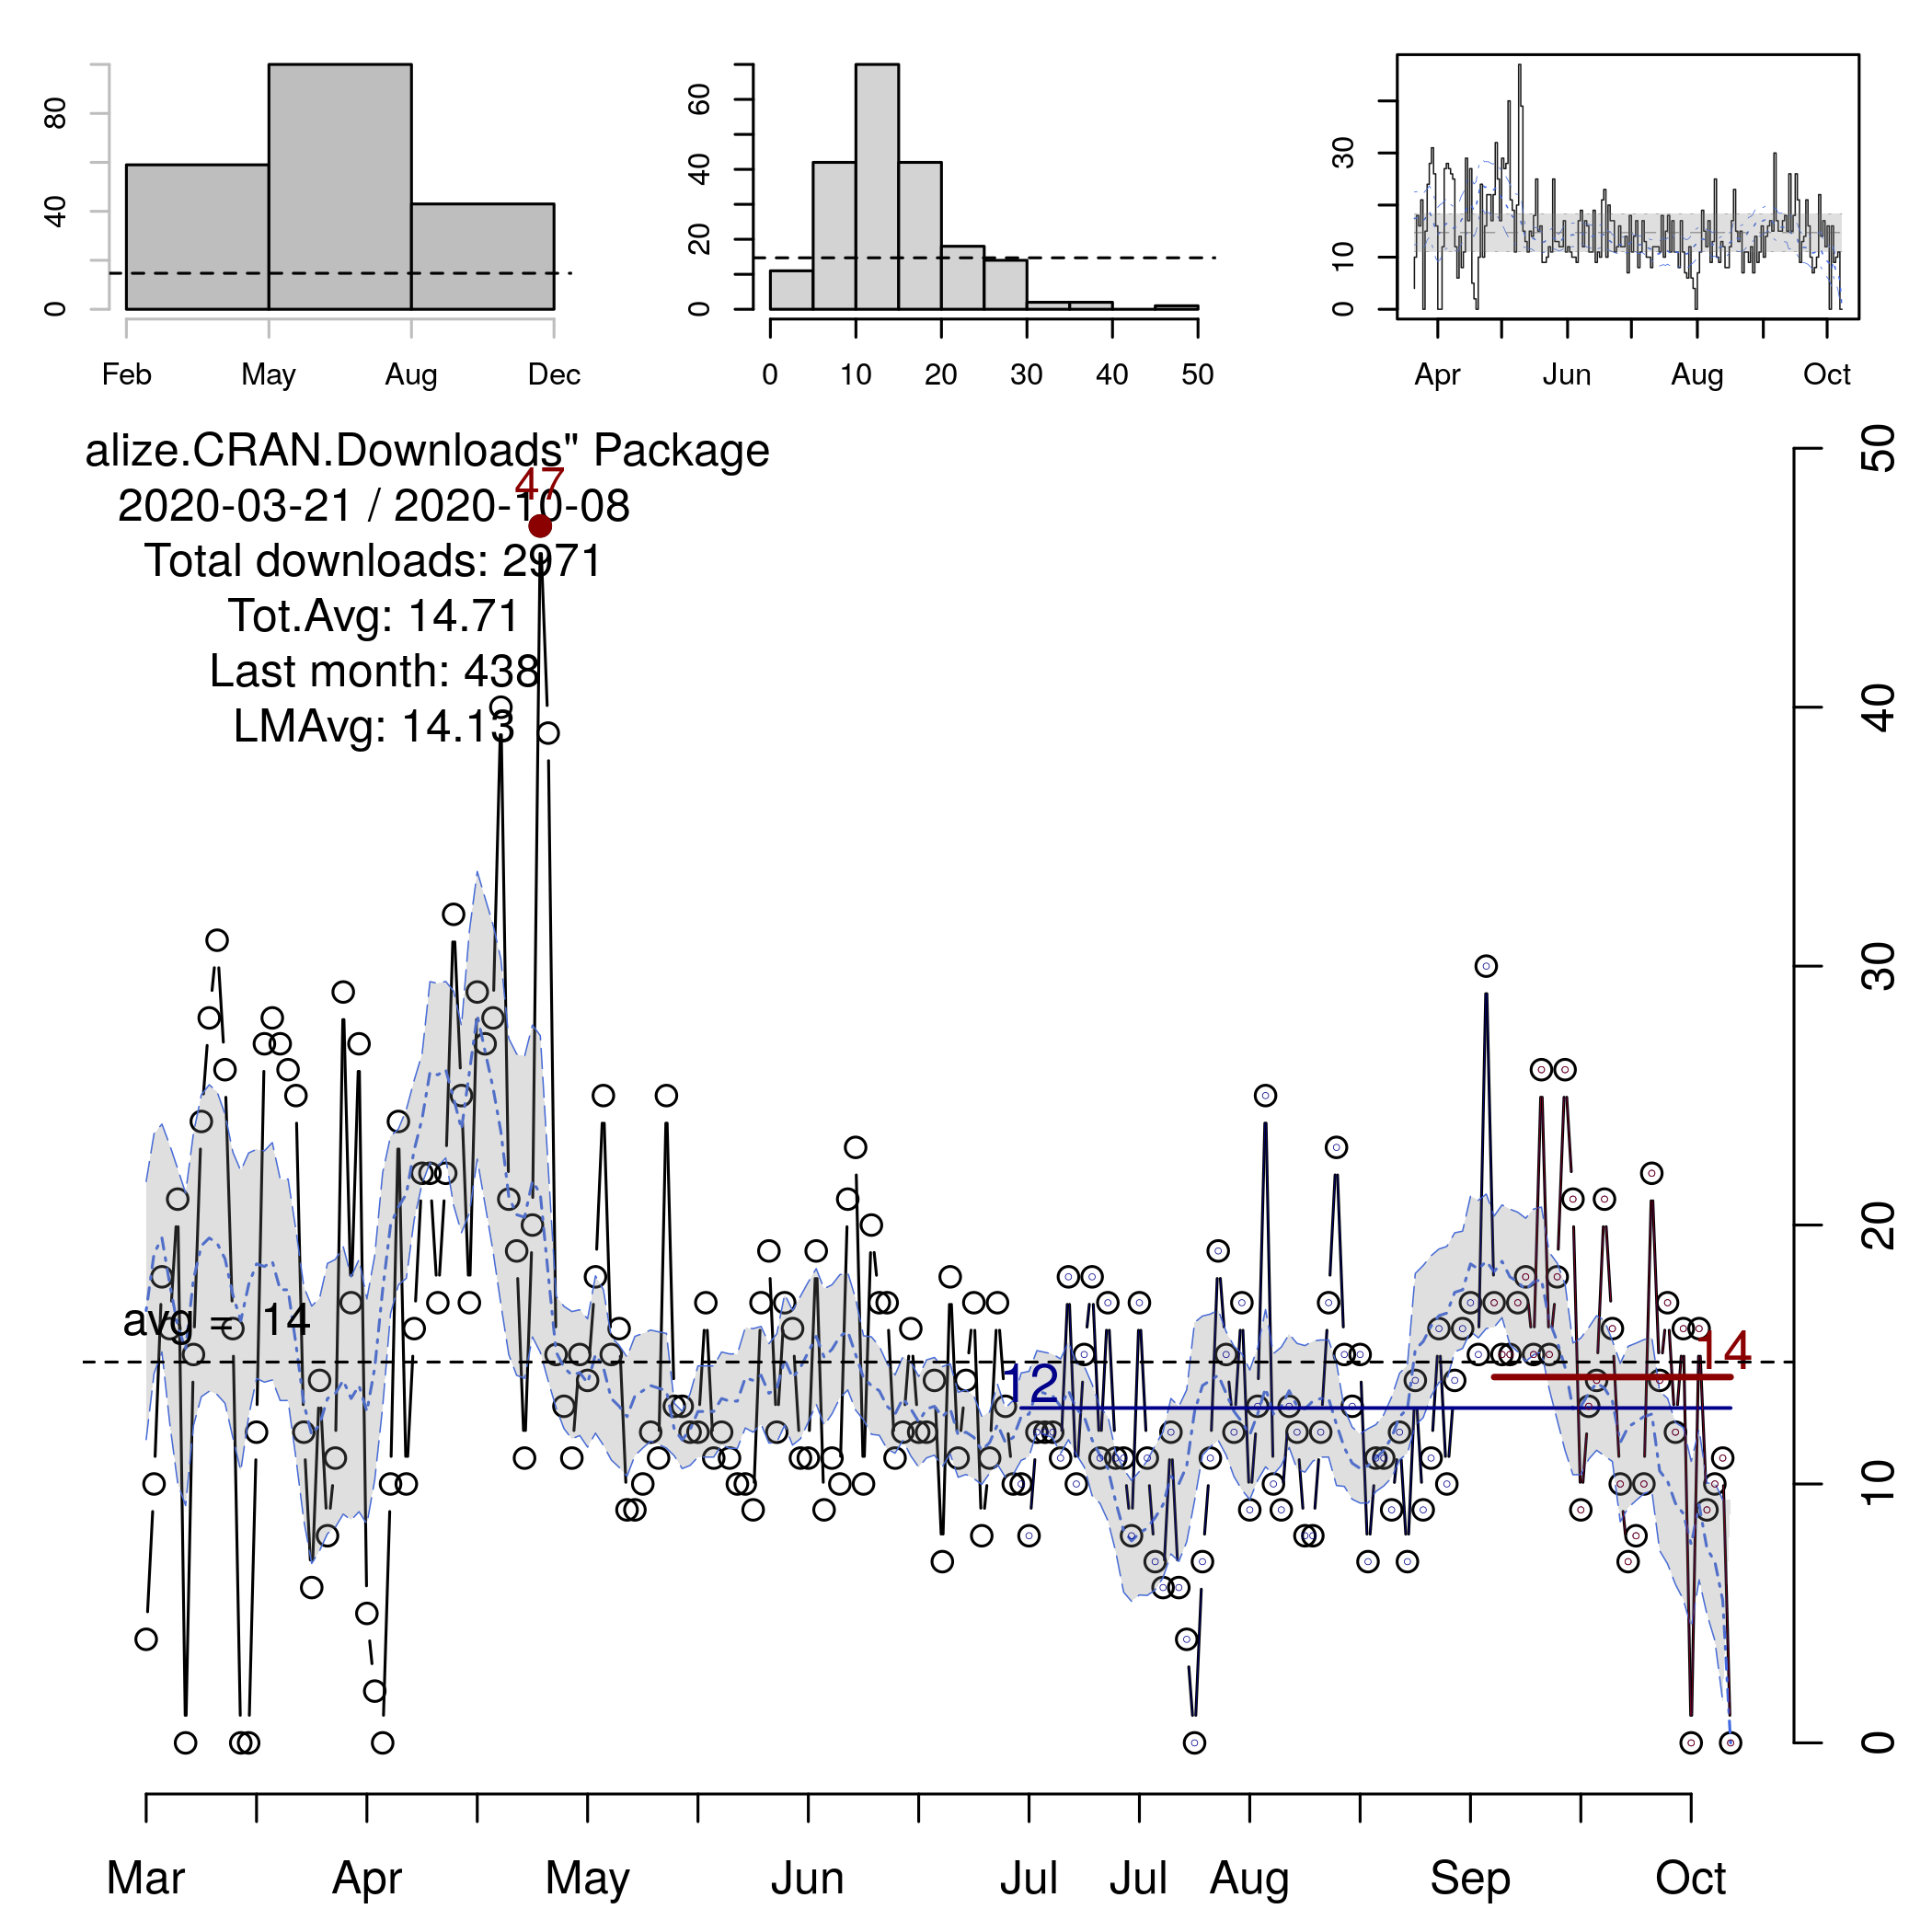 80
40
0
Feb May Aug Dec
60
40
20
0
0 10 20 30 40 50
30
10
0
Apr Jun Aug Oct
alize.CRAN.Downloads" Package
47
2020-03-21 / 2020-10-08
Total downloads: 2971
Tot.Avg: 14.71
Last month: 438
LMAvg: 14.13
avg = 14
12
14
50
40
30
20
10
0
Mar Apr May Jun Jul Jul Aug Sep Oct